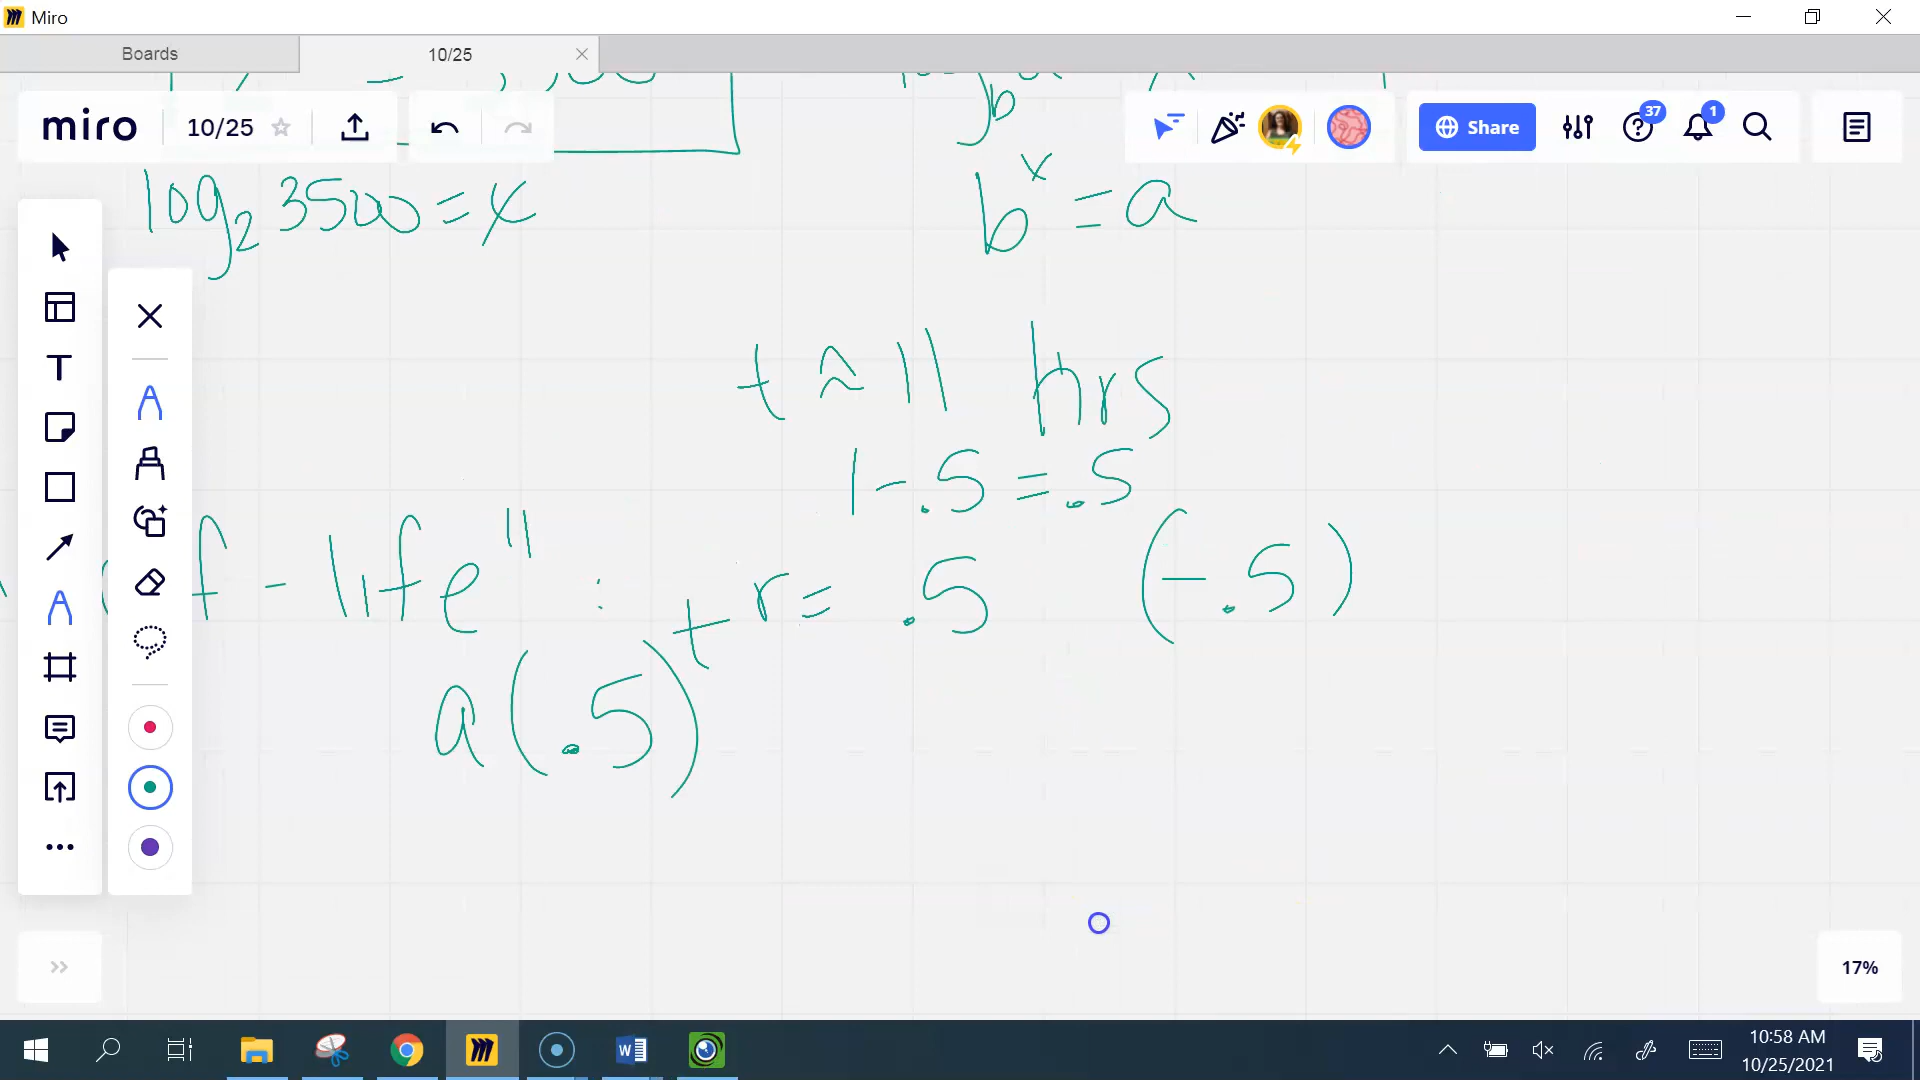 Miro
Boards
10/25
miro
10/25
Share
37
1
b
log₂ 3500 = x
bˣ = a
t ≈ 11 hrs
1 - .5 = .5
f - life" : r = .5 (- .5)
a(.5)ᵗ
17%
10:58 AM
10/25/2021